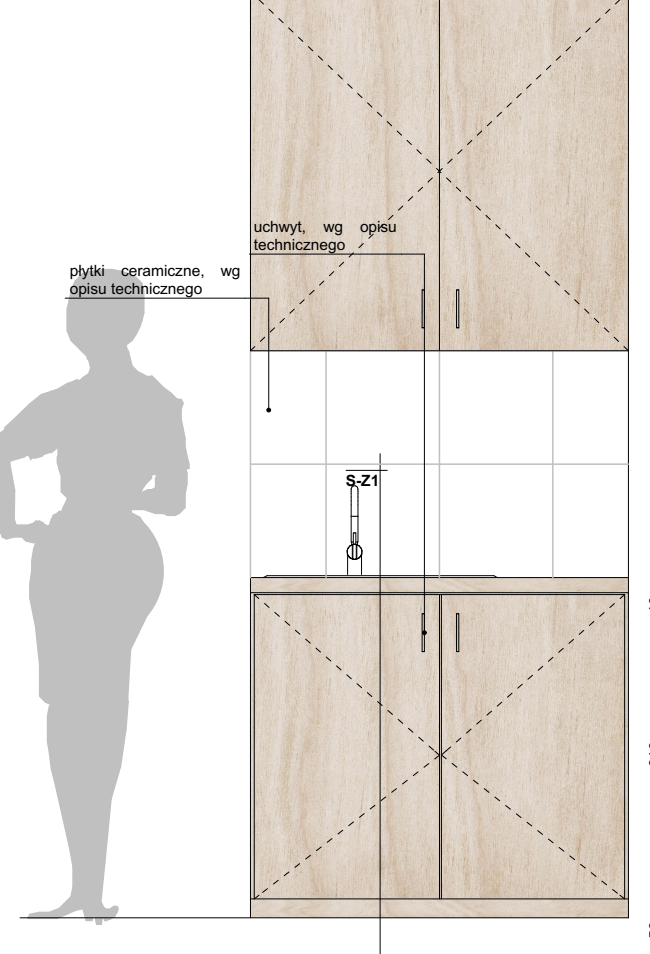 uchwyt, wg opisu
technicznego
płytki ceramiczne, wg
opisu technicznego
S-Z1